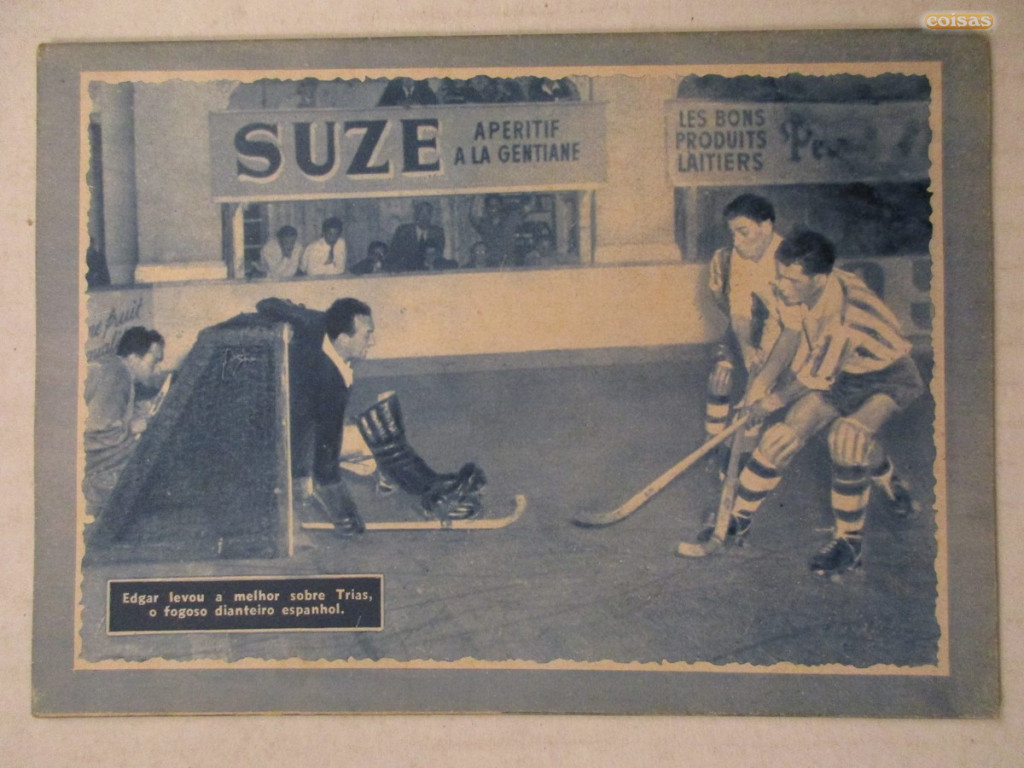 coisas
SUZE
APERITIF
A LA GENTIANE
LES BONS
PRODUITS
LAITIERS
Edgar levou a melhor sobre Trias,
o fogoso dianteiro espanhol.